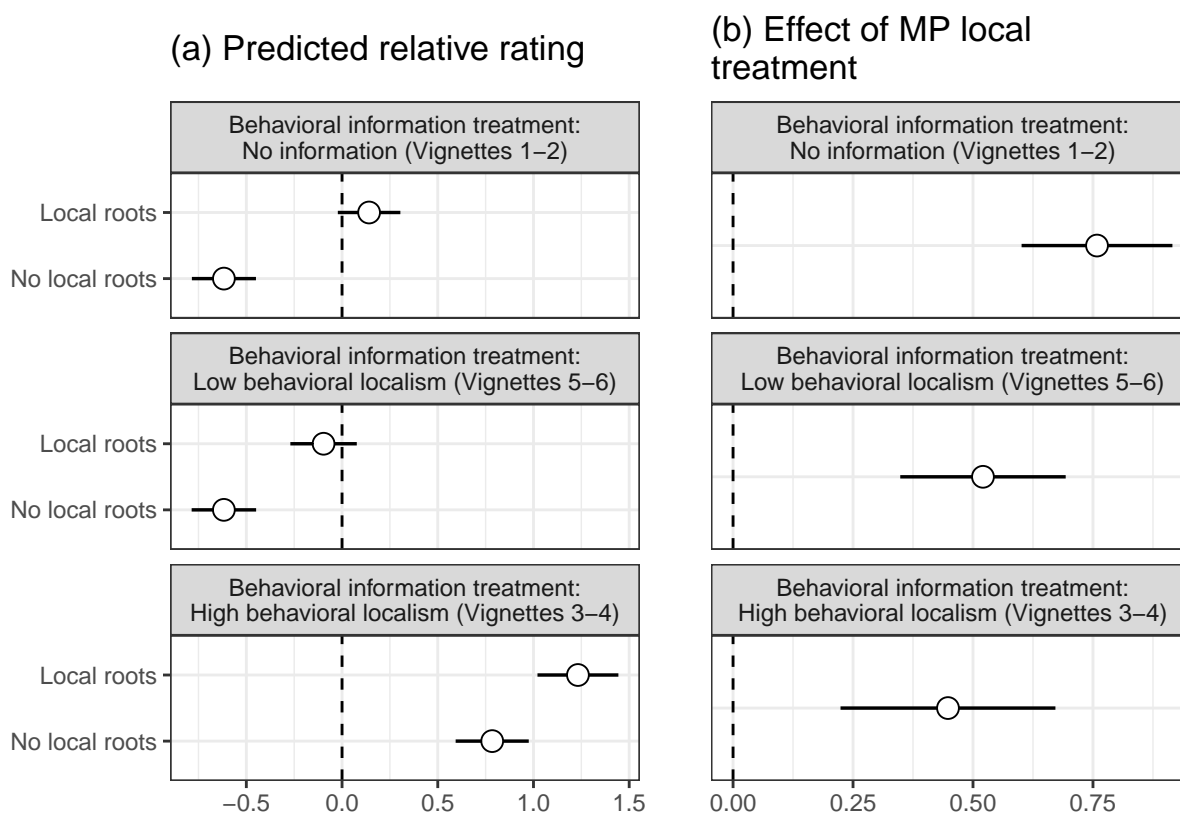 (a) Predicted relative rating
Behavioral information treatment:
No information (Vignettes 1−2)
Local roots
No local roots
Behavioral information treatment:
Low behavioral localism (Vignettes 5−6)
Local roots
No local roots
Behavioral information treatment:
High behavioral localism (Vignettes 3−4)
Local roots
No local roots
−0.5 0.0 0.5 1.0 1.5
(b) Effect of MP local
treatment
Behavioral information treatment:
No information (Vignettes 1−2)
Behavioral information treatment:
Low behavioral localism (Vignettes 5−6)
Behavioral information treatment:
High behavioral localism (Vignettes 3−4)
0.00 0.25 0.50 0.75